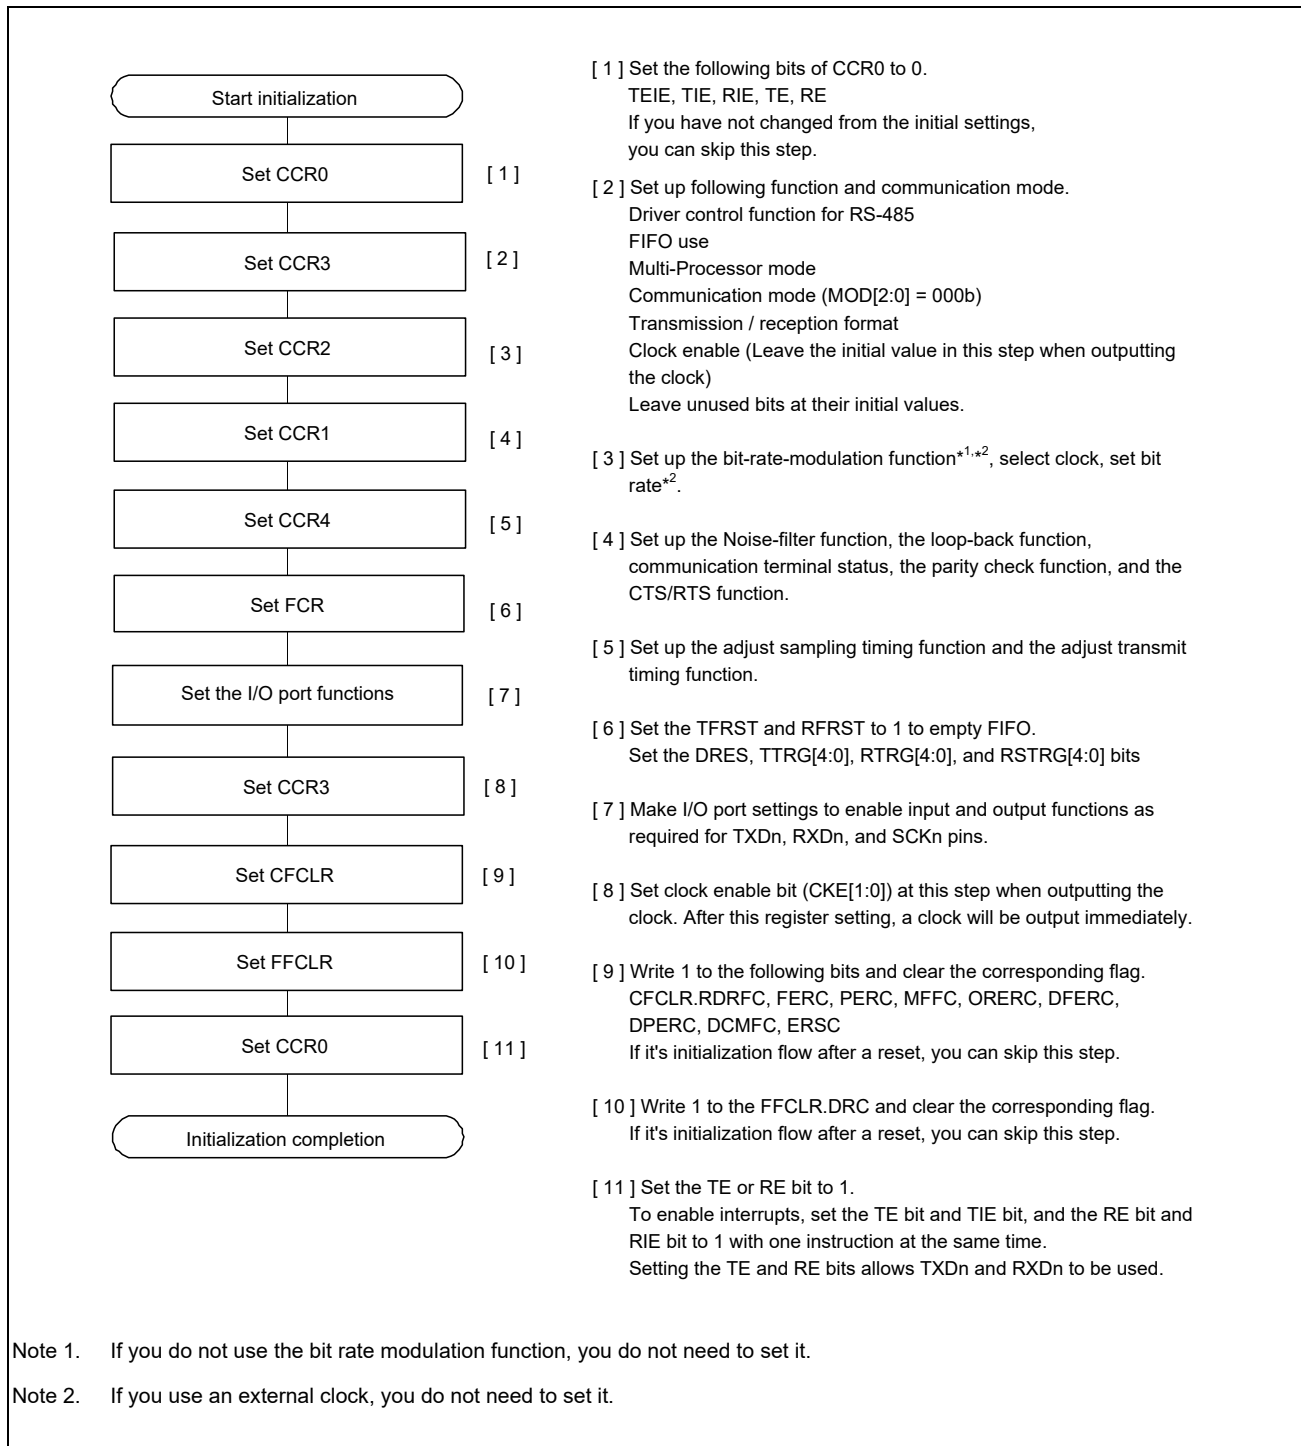 Start initialization
Set CCR0
[ 1 ]
Set CCR3
[ 2 ]
Set CCR2
[ 3 ]
Set CCR1
[ 4 ]
Set CCR4
[ 5 ]
Set FCR
[ 6 ]
Set the I/O port functions
[ 7 ]
Set CCR3
[ 8 ]
Set CFCLR
[ 9 ]
Set FFCLR
[ 10 ]
Set CCR0
[ 11 ]
Initialization completion
[ 1 ] Set the following bits of CCR0 to 0.
TEIE, TIE, RIE, TE, RE
If you have not changed from the initial settings,
you can skip this step.
[ 2 ] Set up following function and communication mode.
Driver control function for RS-485
FIFO use
Multi-Processor mode
Communication mode (MOD[2:0] = 000b)
Transmission / reception format
Clock enable (Leave the initial value in this step when outputting
the clock)
Leave unused bits at their initial values.
[ 3 ] Set up the bit-rate-modulation function*1,*2, select clock, set bit
rate*2.
[ 4 ] Set up the Noise-filter function, the loop-back function,
communication terminal status, the parity check function, and the
CTS/RTS function.
[ 5 ] Set up the adjust sampling timing function and the adjust transmit
timing function.
[ 6 ] Set the TFRST and RFRST to 1 to empty FIFO.
Set the DRES, TTRG[4:0], RTRG[4:0], and RSTRG[4:0] bits
[ 7 ] Make I/O port settings to enable input and output functions as
required for TXDn, RXDn, and SCKn pins.
[ 8 ] Set clock enable bit (CKE[1:0]) at this step when outputting the
clock. After this register setting, a clock will be output immediately.
[ 9 ] Write 1 to the following bits and clear the corresponding flag.
CFCLR.RDRFC, FERC, PERC, MFFC, ORERC, DFERC,
DPERC, DCMFC, ERSC
If it's initialization flow after a reset, you can skip this step.
[ 10 ] Write 1 to the FFCLR.DRC and clear the corresponding flag.
If it's initialization flow after a reset, you can skip this step.
[ 11 ] Set the TE or RE bit to 1.
To enable interrupts, set the TE bit and TIE bit, and the RE bit and
RIE bit to 1 with one instruction at the same time.
Setting the TE and RE bits allows TXDn and RXDn to be used.
Note 1. If you do not use the bit rate modulation function, you do not need to set it.
Note 2. If you use an external clock, you do not need to set it.